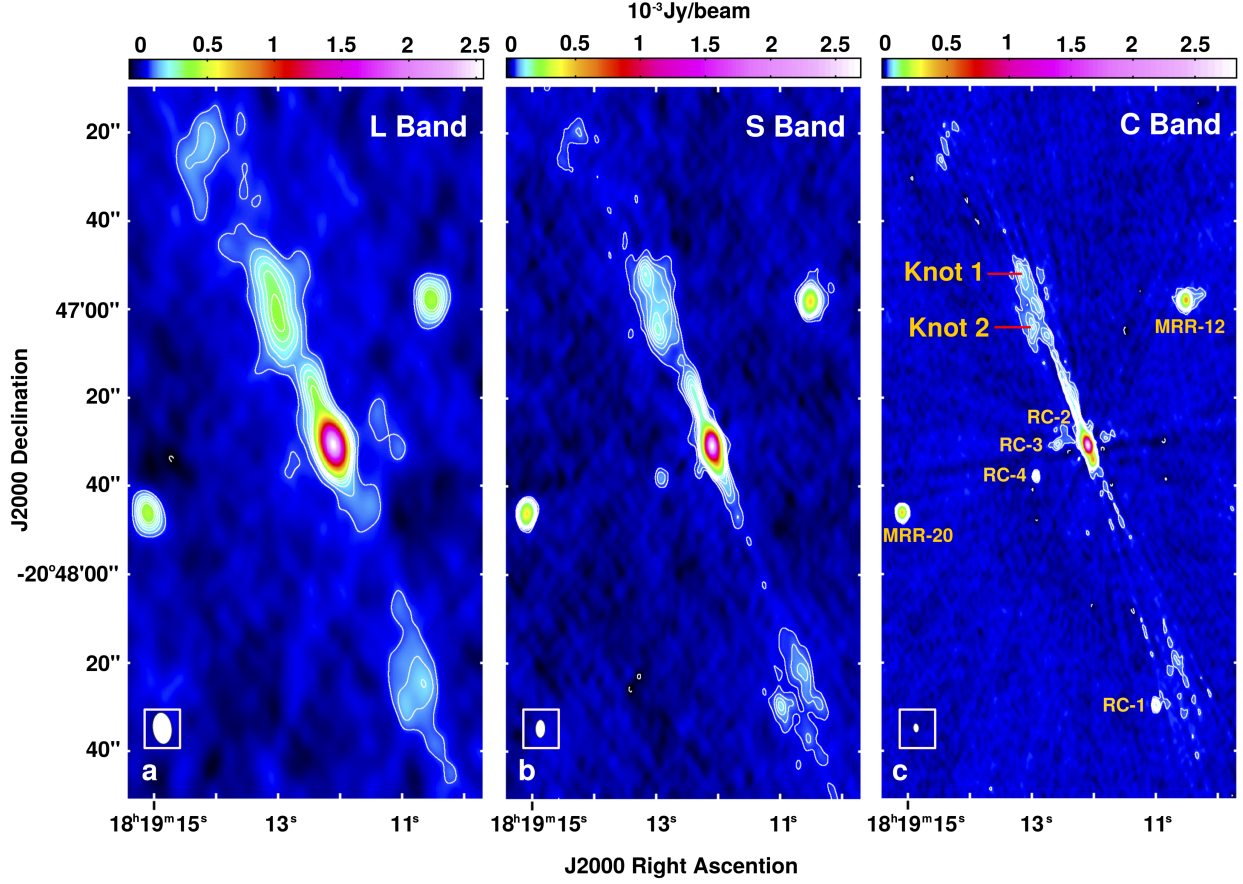 10⁻³Jy/beam
0 0.5 1 1.5 2 2.5
0 0.5 1 1.5 2 2.5
0 0.5 1 1.5 2 2.5
L Band
S Band
C Band
20''
40''
47'00''
20''
40''
-20°48'00''
20''
40''
J2000 Declination
Knot 1
Knot 2
MRR-12
RC-2
RC-3
RC-4
MRR-20
RC-1
a
b
c
18ʰ19ᵐ15ˢ 13ˢ 11ˢ
18ʰ19ᵐ15ˢ 13ˢ 11ˢ
18ʰ19ᵐ15ˢ 13ˢ 11ˢ
J2000 Right Ascention